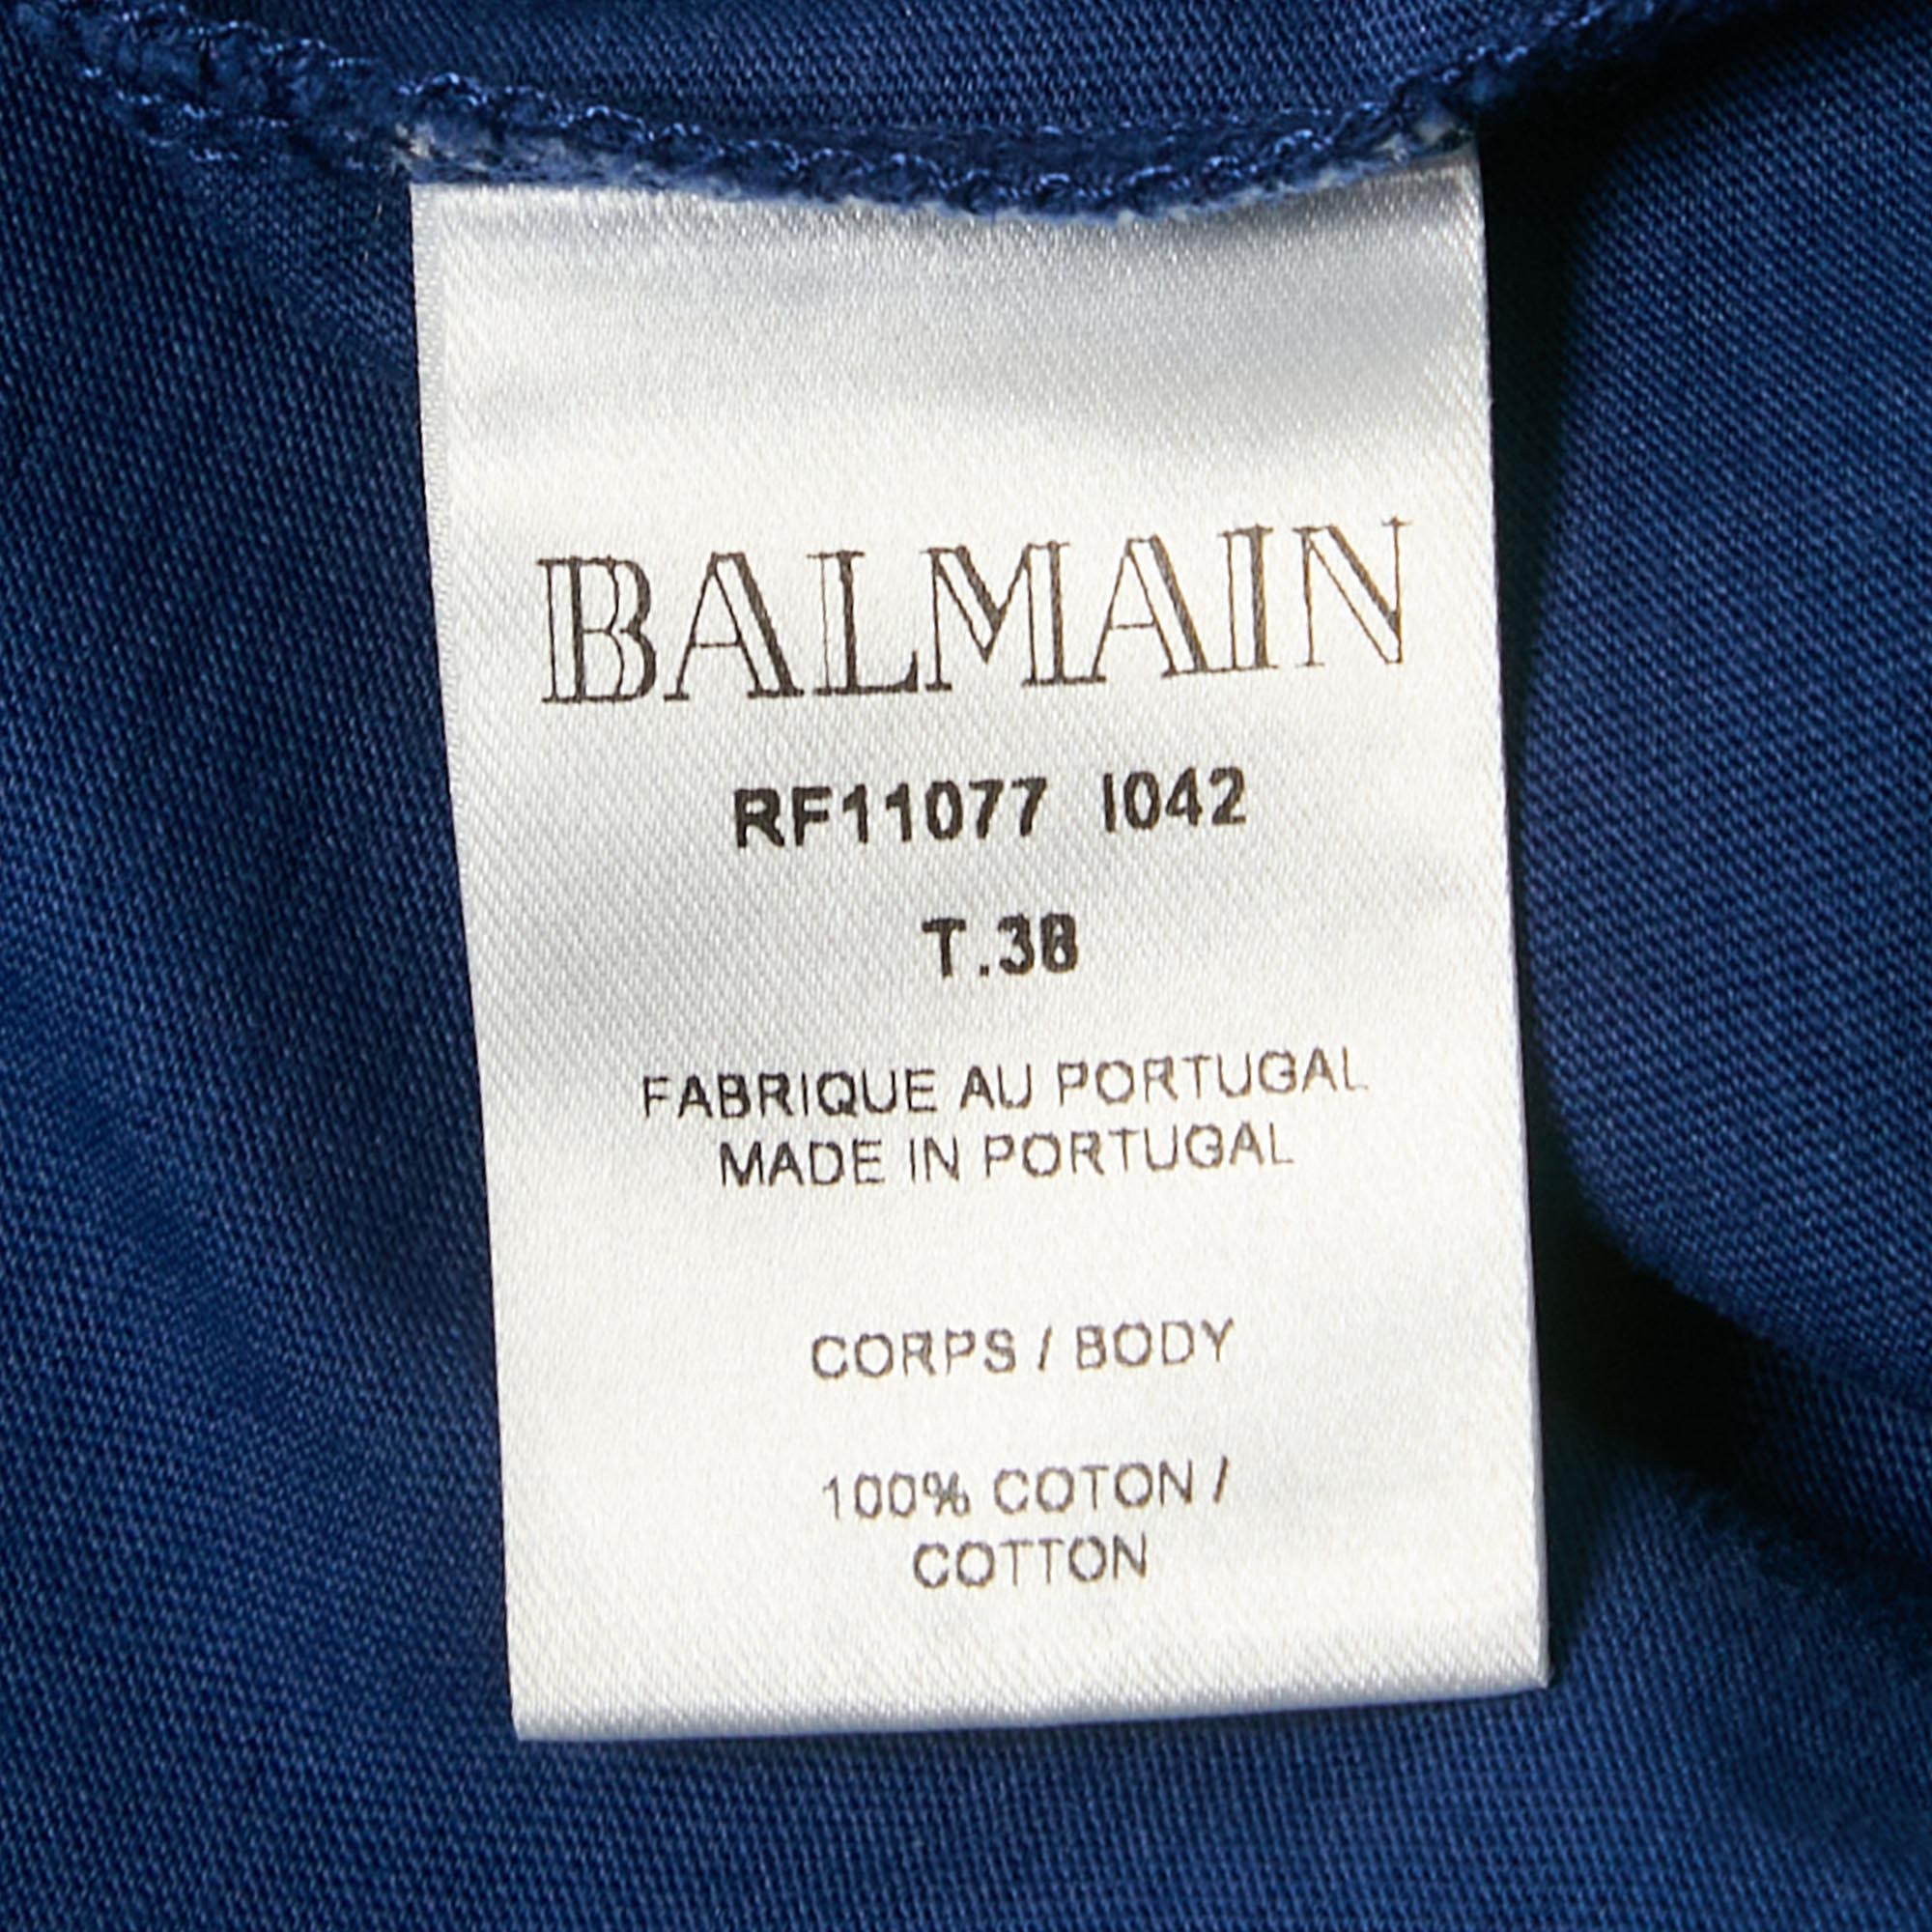 BALMAIN
RF11077 I042
T.38
FABRIQUE AU PORTUGAL
MADE IN PORTUGAL
CORPS / BODY
100% COTON /
COTTON